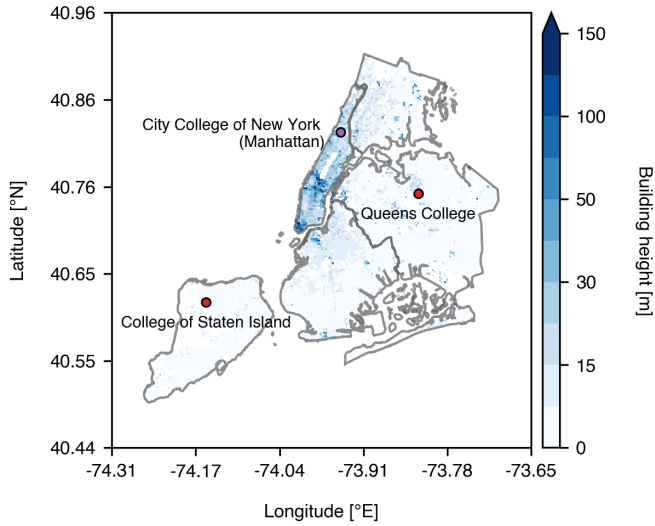 40.96
40.86
40.76
40.65
40.55
40.44
Latitude [°N]
-74.31
-74.17
-74.04
-73.91
-73.78
-73.65
Longitude [°E]
City College of New York
(Manhattan)
Queens College
College of Staten Island
150
100
50
30
15
0
Building height [m]